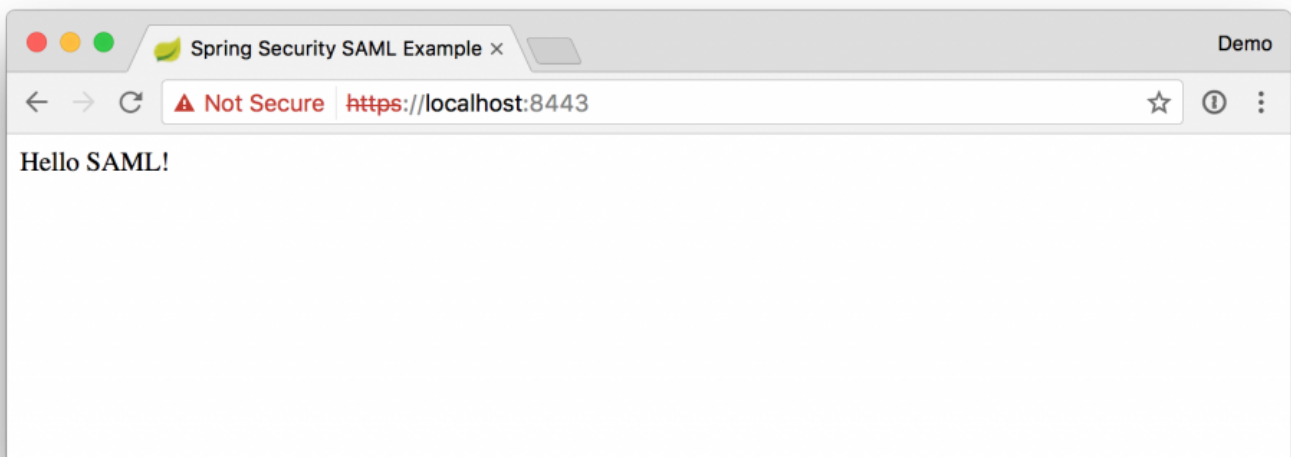 Spring Security SAML Example
Demo
Not Secure https://localhost:8443
Hello SAML!